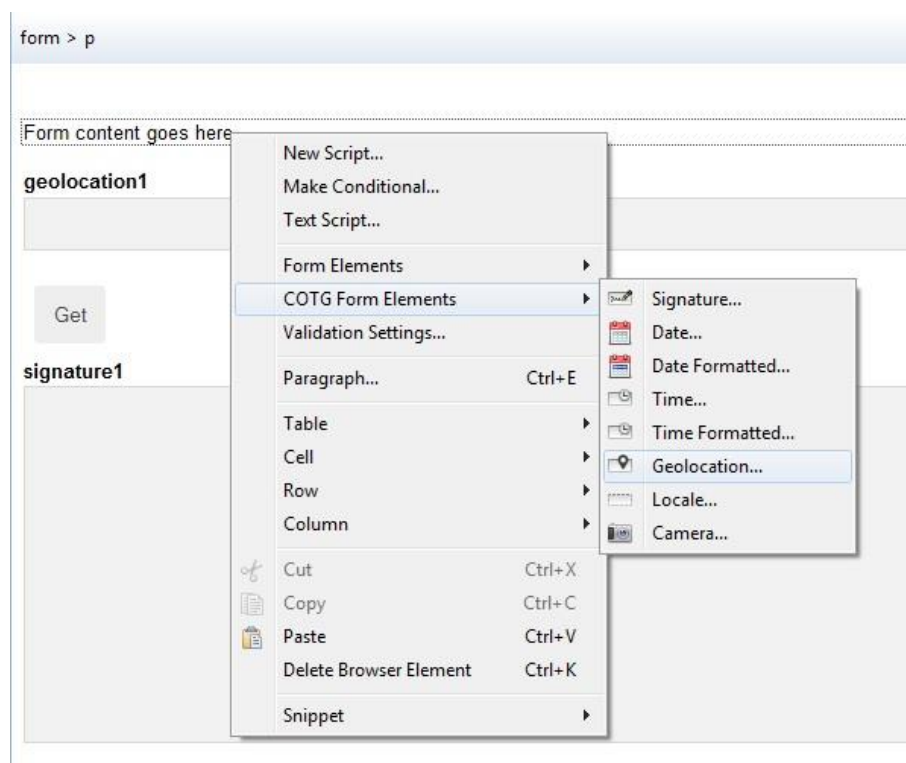 form > p
Form content goes here
geolocation1
Get
signature1
New Script...
Make Conditional...
Text Script...
Form Elements
COTG Form Elements
Validation Settings...
Paragraph... Ctrl+E
Table
Cell
Row
Column
Cut Ctrl+X
Copy Ctrl+C
Paste Ctrl+V
Delete Browser Element Ctrl+K
Snippet
Signature...
Date...
Date Formatted...
Time...
Time Formatted...
Geolocation...
Locale...
Camera...